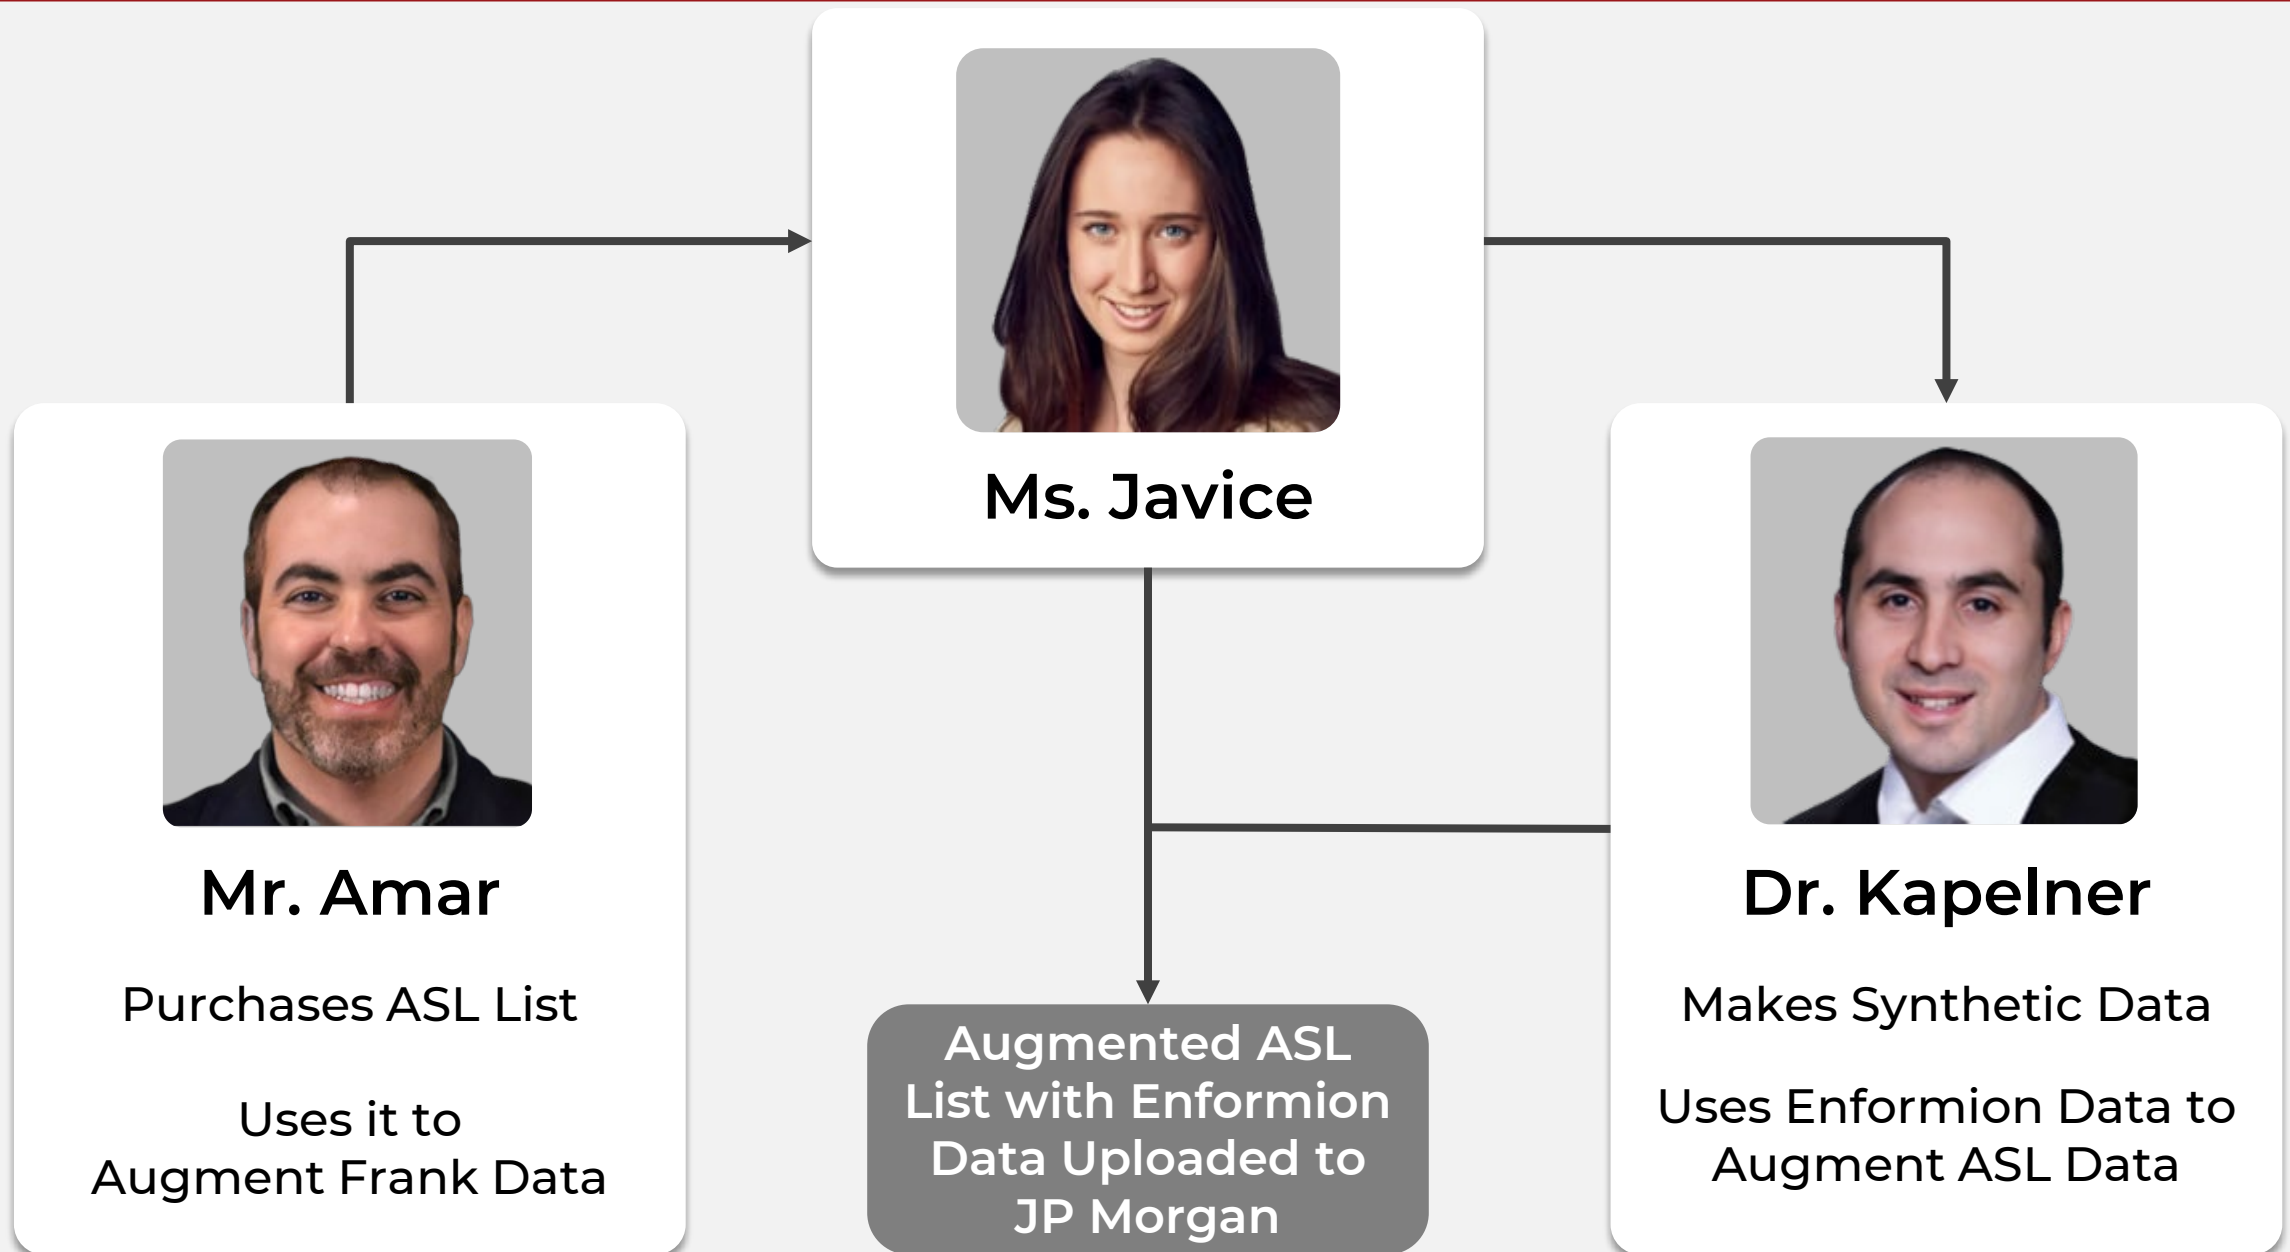 Ms. Javice
Mr. Amar
Purchases ASL List
Uses it to
Augment Frank Data
Augmented ASL
List with Enformion
Data Uploaded to
JP Morgan
Dr. Kapelner
Makes Synthetic Data
Uses Enformion Data to
Augment ASL Data